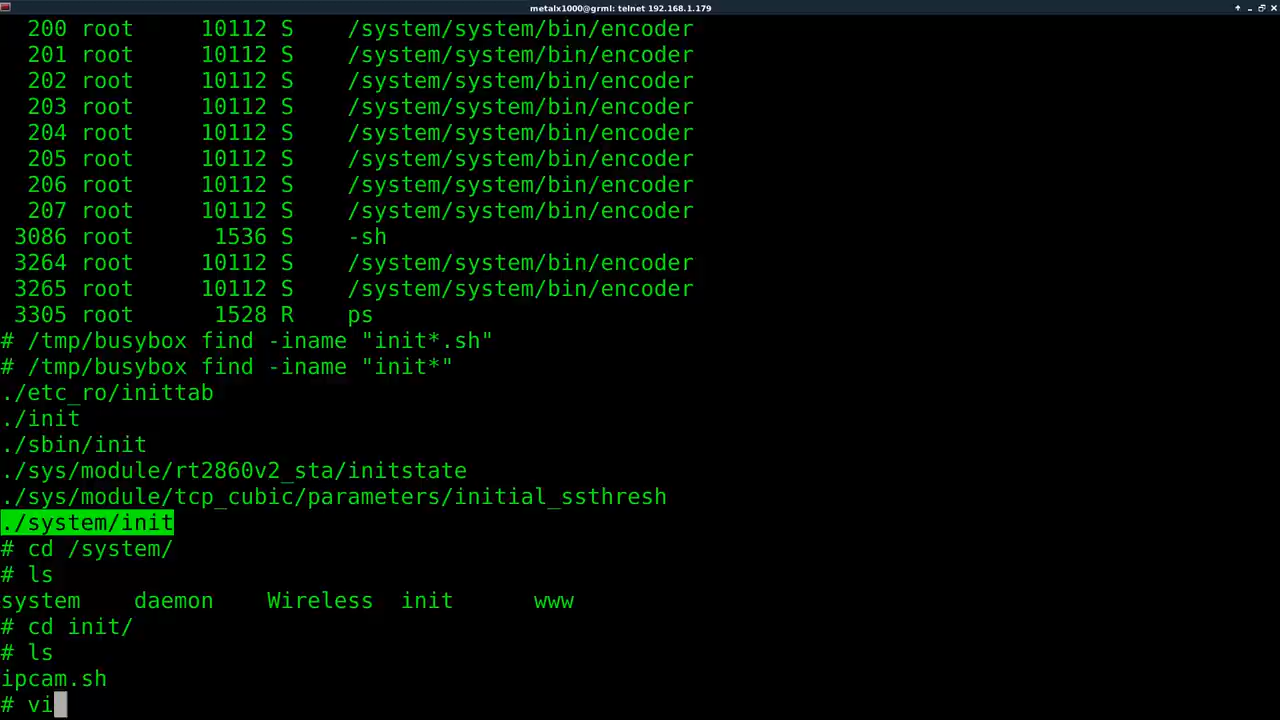 metalx1000@grml: telnet 192.168.1.179
200 root 10112 S /system/system/bin/encoder
201 root 10112 S /system/system/bin/encoder
202 root 10112 S /system/system/bin/encoder
203 root 10112 S /system/system/bin/encoder
204 root 10112 S /system/system/bin/encoder
205 root 10112 S /system/system/bin/encoder
206 root 10112 S /system/system/bin/encoder
207 root 10112 S /system/system/bin/encoder
3086 root 1536 S -sh
3264 root 10112 S /system/system/bin/encoder
3265 root 10112 S /system/system/bin/encoder
3305 root 1528 R ps
# /tmp/busybox find -iname "init*.sh"
# /tmp/busybox find -iname "init*"
./etc_ro/inittab
./init
./sbin/init
./sys/module/rt2860v2_sta/initstate
./sys/module/tcp_cubic/parameters/initial_ssthresh
./system/init
# cd /system/
# ls
system daemon Wireless init www
# cd init/
# ls
ipcam.sh
# vi